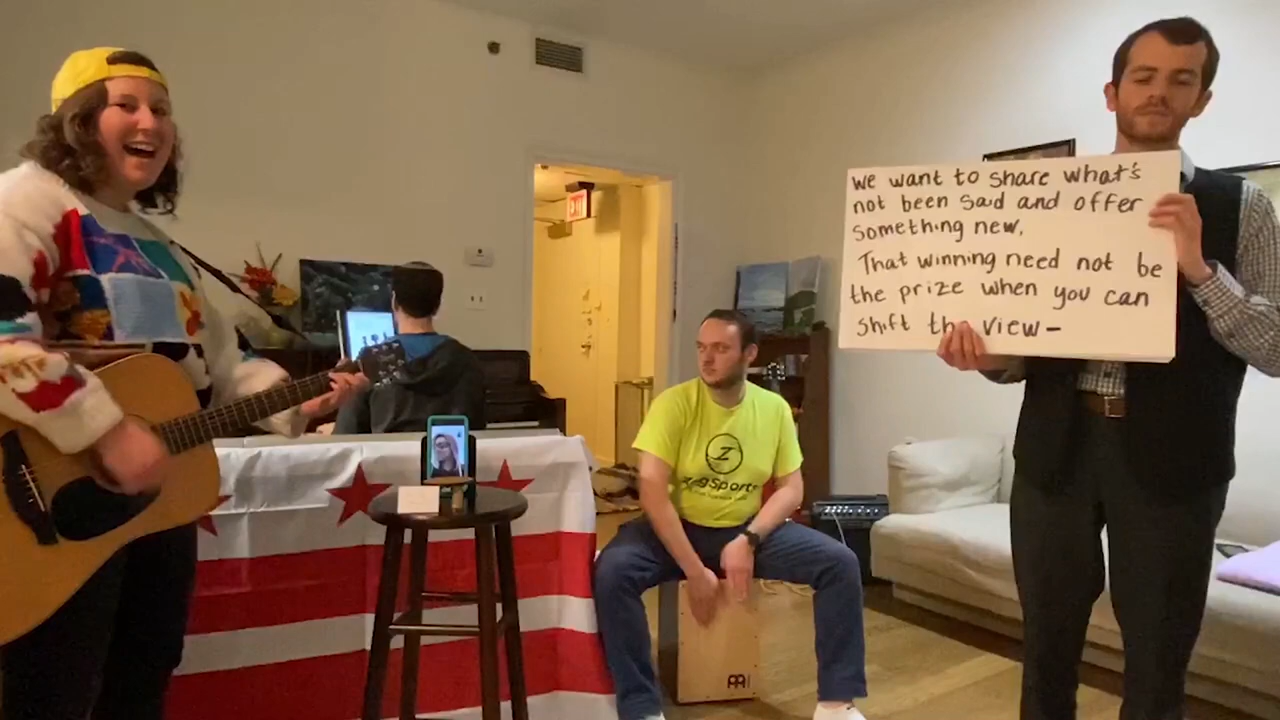 EXIT
we want to share what's
not been said and offer
something new.
That winning need not be
the prize when you can
shift the view-
Z
ZogSports